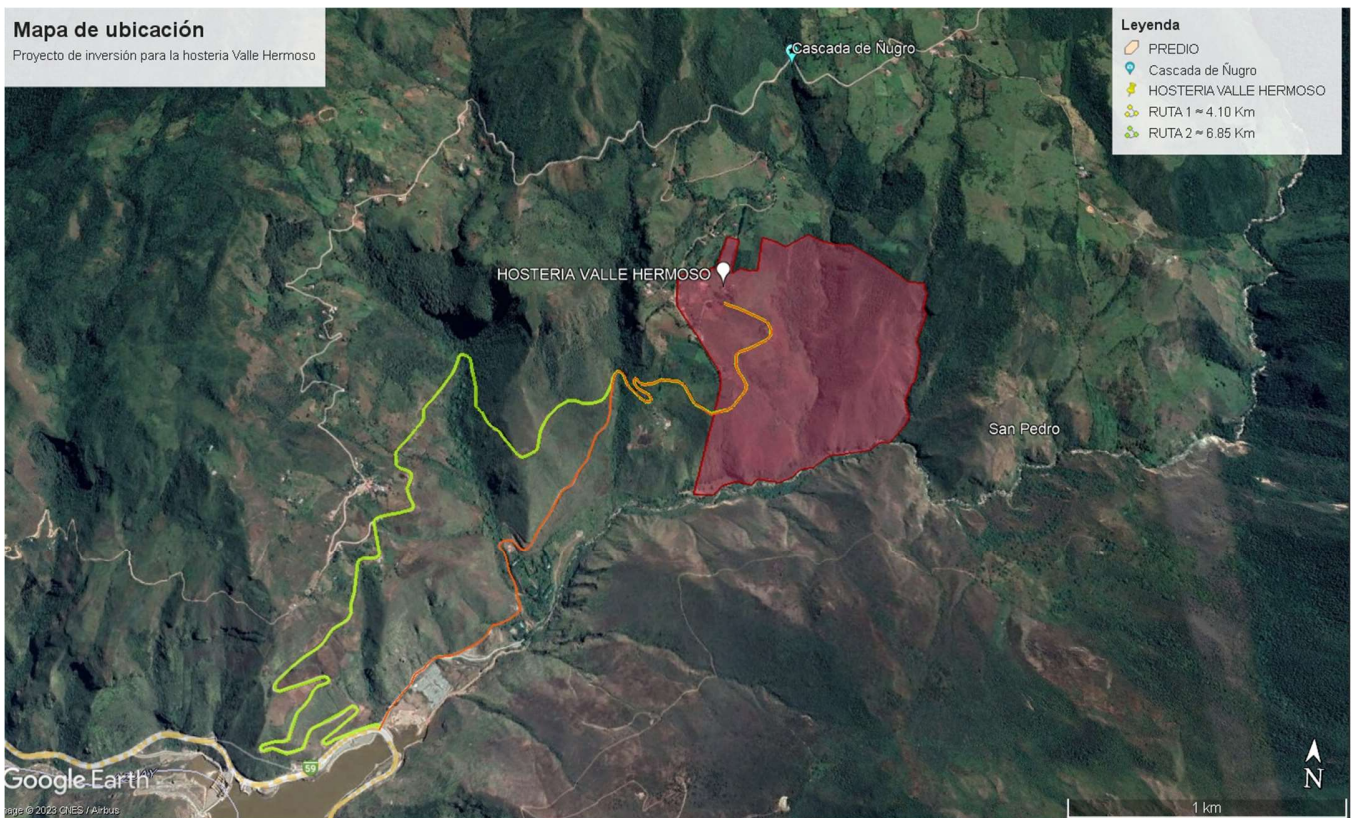 Mapa de ubicación
Proyecto de inversión para la hosteria Valle Hermoso
Leyenda
PREDIO
Cascada de Ñugro
HOSTERIA VALLE HERMOSO
RUTA 1 ≈ 4.10 Km
RUTA 2 ≈ 6.85 Km
Cascada de Ñugro
HOSTERIA VALLE HERMOSO
San Pedro
59
Google Earth
© 2023 CNES / Airbus
N
1 km